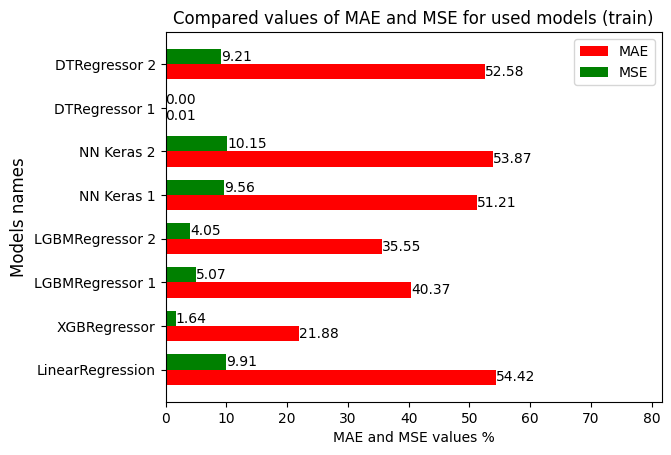 Compared values of MAE and MSE for used models (train)
MAE
MSE
Models names
DTRegressor 2
9.21
52.58
DTRegressor 1
0.00
0.01
NN Keras 2
10.15
53.87
NN Keras 1
9.56
51.21
LGBMRegressor 2
4.05
35.55
LGBMRegressor 1
5.07
40.37
XGBRegressor
1.64
21.88
LinearRegression
9.91
54.42
0 10 20 30 40 50 60 70 80
MAE and MSE values %